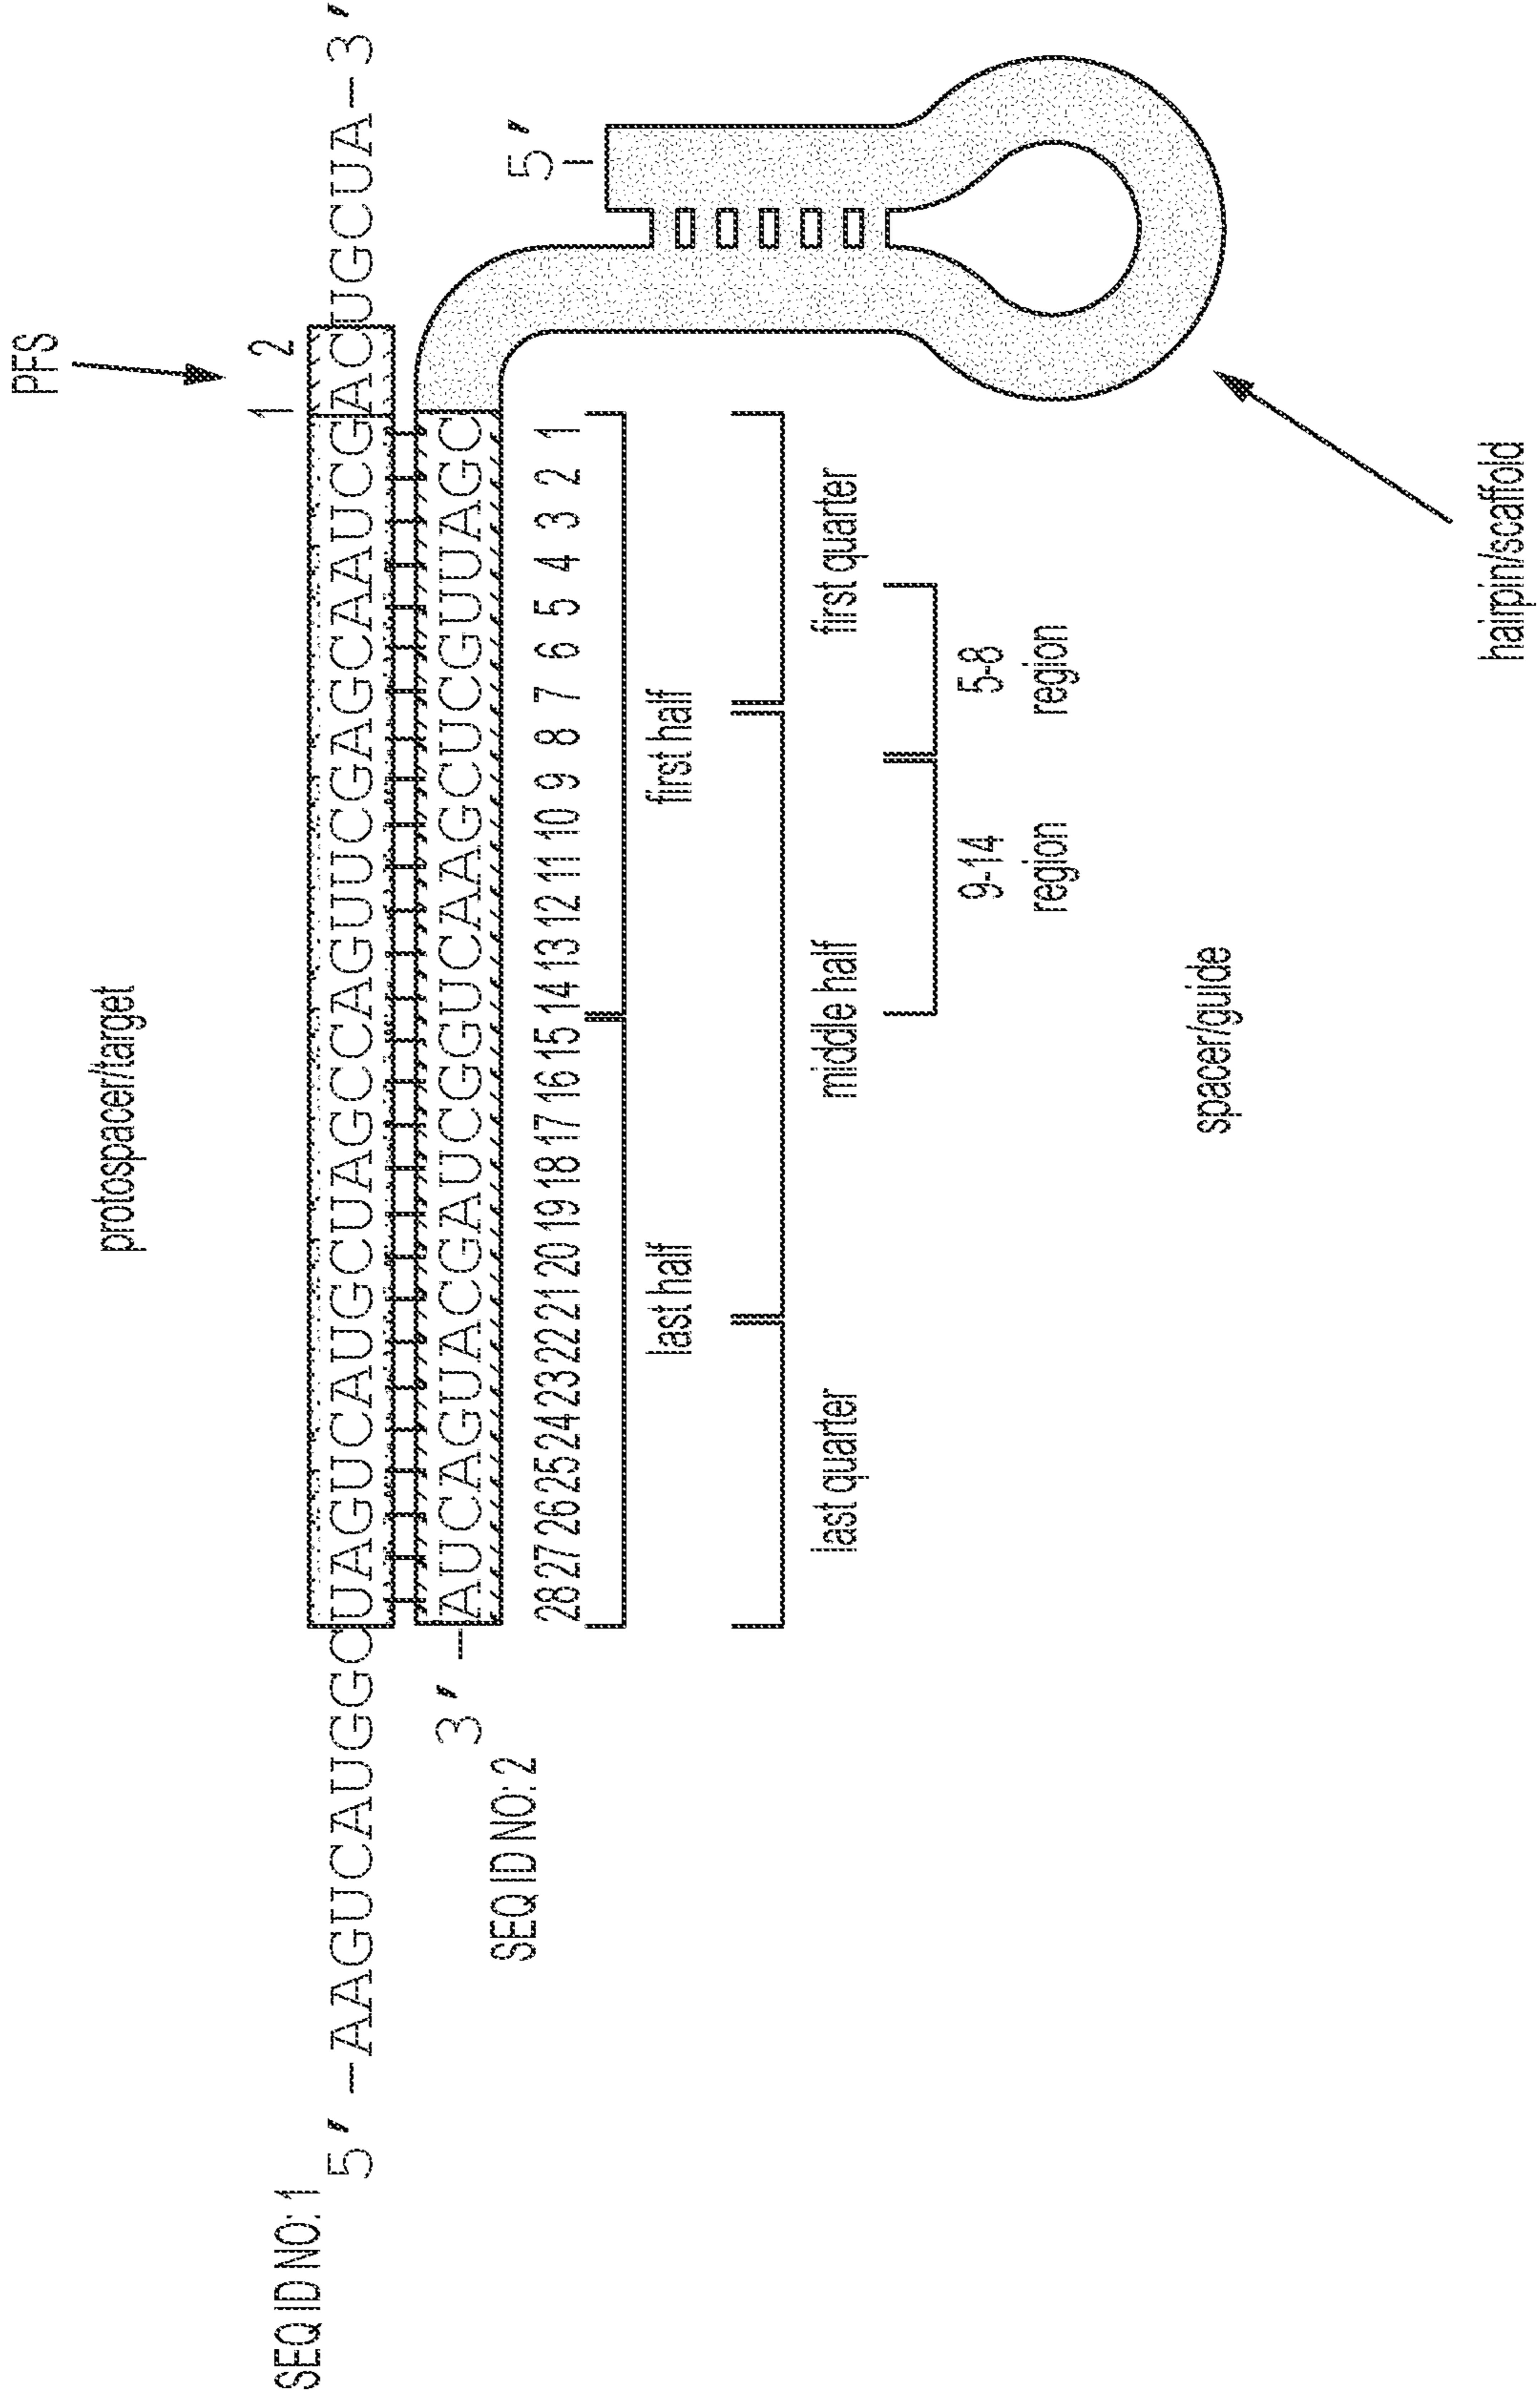 protospacer/target
PFS
1 2
SEQ ID NO: 1
5'-AAGUCAUGGCUAGUCAUGCUAGCCAGUUCGAGCAAUCGACUGCUA-3'
3'-AUCAGUACGAUCGGUCAAGCUCGUUAGC
5'
SEQ ID NO: 2
28 27 26 25 24 23 22 21 20 19 18 17 16 15 14 13 12 11 10 9 8 7 6 5 4 3 2 1
last half
first half
last quarter
middle half
first quarter
9-14
region
5-8
region
spacer/guide
hairpin/scaffold